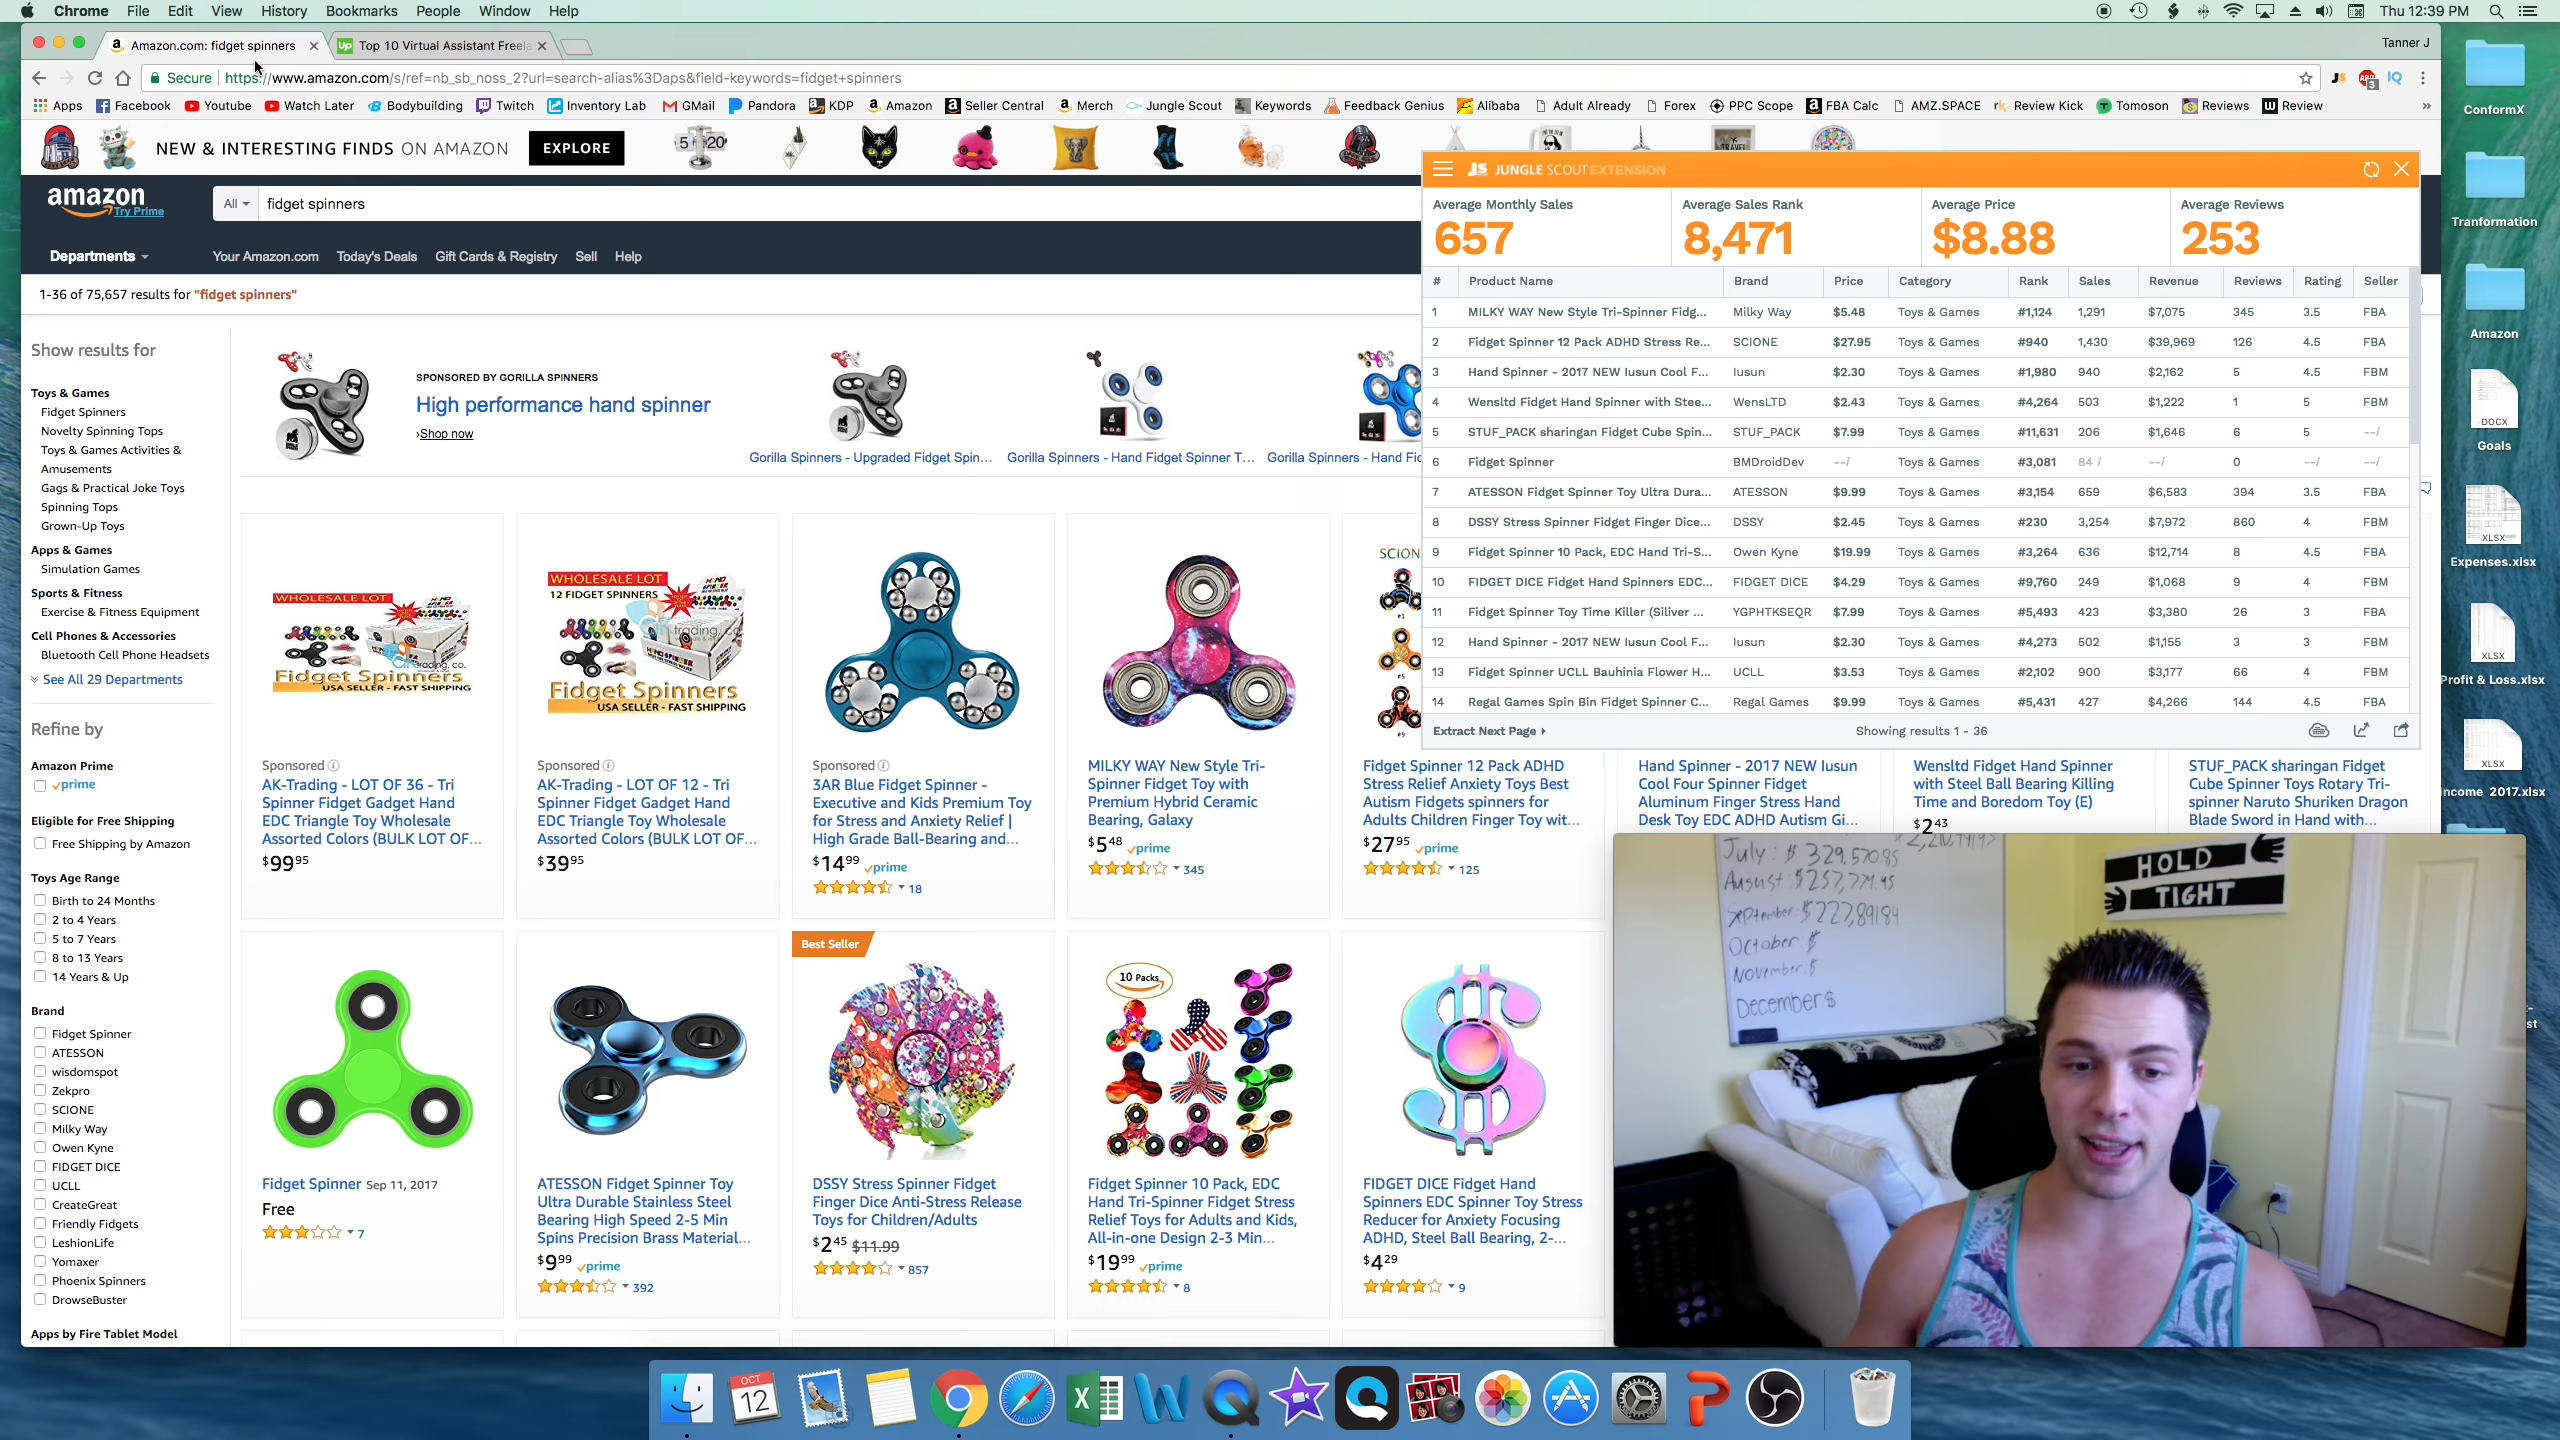 Chrome File Edit View History Bookmarks People Window Help
Thu 12:39 PM
Amazon.com: fidget spinners
Top 10 Virtual Assistant Freela
Tanner J
Secure https://www.amazon.com/s/ref=nb_sb_noss_2?url=search-alias%3Daps&field-keywords=fidget+spinners
Apps Facebook Youtube Watch Later Bodybuilding Twitch Inventory Lab GMail Pandora KDP Amazon Seller Central Merch Jungle Scout Keywords Feedback Genius Alibaba Adult Already Forex PPC Scope FBA Calc AMZ.SPACE Review Kick Tomoson Reviews Review
NEW & INTERESTING FINDS ON AMAZON EXPLORE
amazon
Try Prime
All
fidget spinners
Departments
Your Amazon.com Today's Deals Gift Cards & Registry Sell Help
1-36 of 75,657 results for "fidget spinners"
Show results for
Toys & Games
Fidget Spinners
Novelty Spinning Tops
Toys & Games Activities &
Amusements
Gags & Practical Joke Toys
Spinning Tops
Grown-Up Toys
Apps & Games
Simulation Games
Sports & Fitness
Exercise & Fitness Equipment
Cell Phones & Accessories
Bluetooth Cell Phone Headsets
See All 29 Departments
Refine by
Amazon Prime
prime
Eligible for Free Shipping
Free Shipping by Amazon
Toys Age Range
Birth to 24 Months
2 to 4 Years
5 to 7 Years
8 to 13 Years
14 Years & Up
Brand
Fidget Spinner
ATESSON
wisdomspot
Zekpro
SCIONE
Milky Way
Owen Kyne
FIDGET DICE
UCLL
CreateGreat
Friendly Fidgets
LeshionLife
Yomaxer
Phoenix Spinners
DrowseBuster
Apps by Fire Tablet Model
SPONSORED BY GORILLA SPINNERS
High performance hand spinner
›Shop now
Gorilla Spinners - Upgraded Fidget Spin...
Gorilla Spinners - Hand Fidget Spinner T...
Gorilla Spinners - Hand Fi
JS JUNGLE SCOUT EXTENSION
Average Monthly Sales
657
Average Sales Rank
8,471
Average Price
$8.88
Average Reviews
253
# Product Name Brand Price Category Rank Sales Revenue Reviews Rating Seller
1 MILKY WAY New Style Tri-Spinner Fidg... Milky Way $5.48 Toys & Games #1,124 1,291 $7,075 345 3.5 FBA
2 Fidget Spinner 12 Pack ADHD Stress Re... SCIONE $27.95 Toys & Games #940 1,430 $39,969 126 4.5 FBA
3 Hand Spinner - 2017 NEW Iusun Cool F... Iusun $2.30 Toys & Games #1,980 940 $2,162 5 4.5 FBM
4 Wensltd Fidget Hand Spinner with Stee... WensLTD $2.43 Toys & Games #4,264 503 $1,222 1 5 FBM
5 STUF_PACK sharingan Fidget Cube Spin... STUF_PACK $7.99 Toys & Games #11,631 206 $1,646 6 5 --/
6 Fidget Spinner BMDroidDev --/ Toys & Games #3,081 84 / --/ 0 --/ --/
7 ATESSON Fidget Spinner Toy Ultra Dura... ATESSON $9.99 Toys & Games #3,154 659 $6,583 394 3.5 FBA
8 DSSY Stress Spinner Fidget Finger Dice... DSSY $2.45 Toys & Games #230 3,254 $7,972 860 4 FBM
9 Fidget Spinner 10 Pack, EDC Hand Tri-S... Owen Kyne $19.99 Toys & Games #3,264 636 $12,714 8 4.5 FBA
10 FIDGET DICE Fidget Hand Spinners EDC... FIDGET DICE $4.29 Toys & Games #9,760 249 $1,068 9 4 FBM
11 Fidget Spinner Toy Time Killer (Siliver ... YGPHTKSEQR $7.99 Toys & Games #5,493 423 $3,380 26 3 FBA
12 Hand Spinner - 2017 NEW Iusun Cool F... Iusun $2.30 Toys & Games #4,273 502 $1,155 3 3 FBM
13 Fidget Spinner UCLL Bauhinia Flower H... UCLL $3.53 Toys & Games #2,102 900 $3,177 66 4 FBM
14 Regal Games Spin Bin Fidget Spinner C... Regal Games $9.99 Toys & Games #5,431 427 $4,266 144 4.5 FBA
Extract Next Page
Showing results 1 - 36
WHOLESALE LOT
Fidget Spinners
USA SELLER - FAST SHIPPING
Sponsored
AK-Trading - LOT OF 36 - Tri
Spinner Fidget Gadget Hand
EDC Triangle Toy Wholesale
Assorted Colors (BULK LOT OF...
$99 95
WHOLESALE LOT
12 FIDGET SPINNERS
Fidget Spinners
USA SELLER - FAST SHIPPING
Sponsored
AK-Trading - LOT OF 12 - Tri
Spinner Fidget Gadget Hand
EDC Triangle Toy Wholesale
Assorted Colors (BULK LOT OF...
$39 95
Sponsored
3AR Blue Fidget Spinner -
Executive and Kids Premium Toy
for Stress and Anxiety Relief |
High Grade Ball-Bearing and...
$14 99 prime
18
MILKY WAY New Style Tri-
Spinner Fidget Toy with
Premium Hybrid Ceramic
Bearing, Galaxy
$5 48 prime
345
SCION
#1
#5
#9
Fidget Spinner 12 Pack ADHD
Stress Relief Anxiety Toys Best
Autism Fidgets spinners for
Adults Children Finger Toy wit...
$27 95 prime
125
Hand Spinner - 2017 NEW Iusun
Cool Four Spinner Fidget
Aluminum Finger Stress Hand
Desk Toy EDC ADHD Autism Gi...
Wensltd Fidget Hand Spinner
with Steel Ball Bearing Killing
Time and Boredom Toy (E)
$2 43
STUF_PACK sharingan Fidget
Cube Spinner Toys Rotary Tri-
spinner Naruto Shuriken Dragon
Blade Sword in Hand with...
Fidget Spinner Sep 11, 2017
Free
7
ATESSON Fidget Spinner Toy
Ultra Durable Stainless Steel
Bearing High Speed 2-5 Min
Spins Precision Brass Material...
$9 99 prime
392
Best Seller
DSSY Stress Spinner Fidget
Finger Dice Anti-Stress Release
Toys for Children/Adults
$2 45 $11.99
857
10 Packs
Fidget Spinner 10 Pack, EDC
Hand Tri-Spinner Fidget Stress
Relief Toys for Adults and Kids,
All-in-one Design 2-3 Min...
$19 99 prime
8
FIDGET DICE Fidget Hand
Spinners EDC Spinner Toy Stress
Reducer for Anxiety Focusing
ADHD, Steel Ball Bearing, 2-...
$4 29
9
July: $ 329,570.85
August: $257,774.95
September: $227,891.84
October: $
November: $
December $
HOLD
TIGHT
ConformX
Tranformation
Amazon
DOCX
Goals
XLSX
Expenses.xlsx
XLSX
Profit & Loss.xlsx
XLSX
Income 2017.xlsx
OCT
12